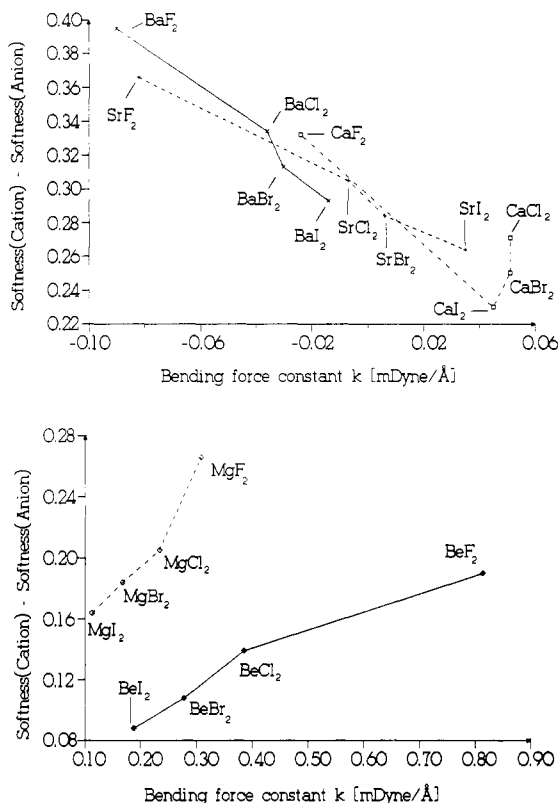 Softness(Cation) - Softness(Anion)
0.40
0.38
0.36
0.34
0.32
0.30
0.28
0.26
0.24
0.22
BaF₂
SrF₂
BaCl₂
CaF₂
BaBr₂
BaI₂
SrCl₂
SrBr₂
SrI₂
CaCl₂
CaBr₂
CaI₂
-0.10 -0.06 -0.02 0.02 0.06
Bending force constant k [mDyne/Å]
Softness(Cation) - Softness(Anion)
0.28
0.24
0.20
0.16
0.12
0.08
MgF₂
MgCl₂
MgBr₂
MgI₂
BeF₂
BeCl₂
BeI₂
BeBr₂
0.10 0.20 0.30 0.40 0.50 0.60 0.70 0.80 0.90
Bending force constant k [mDyne/Å]